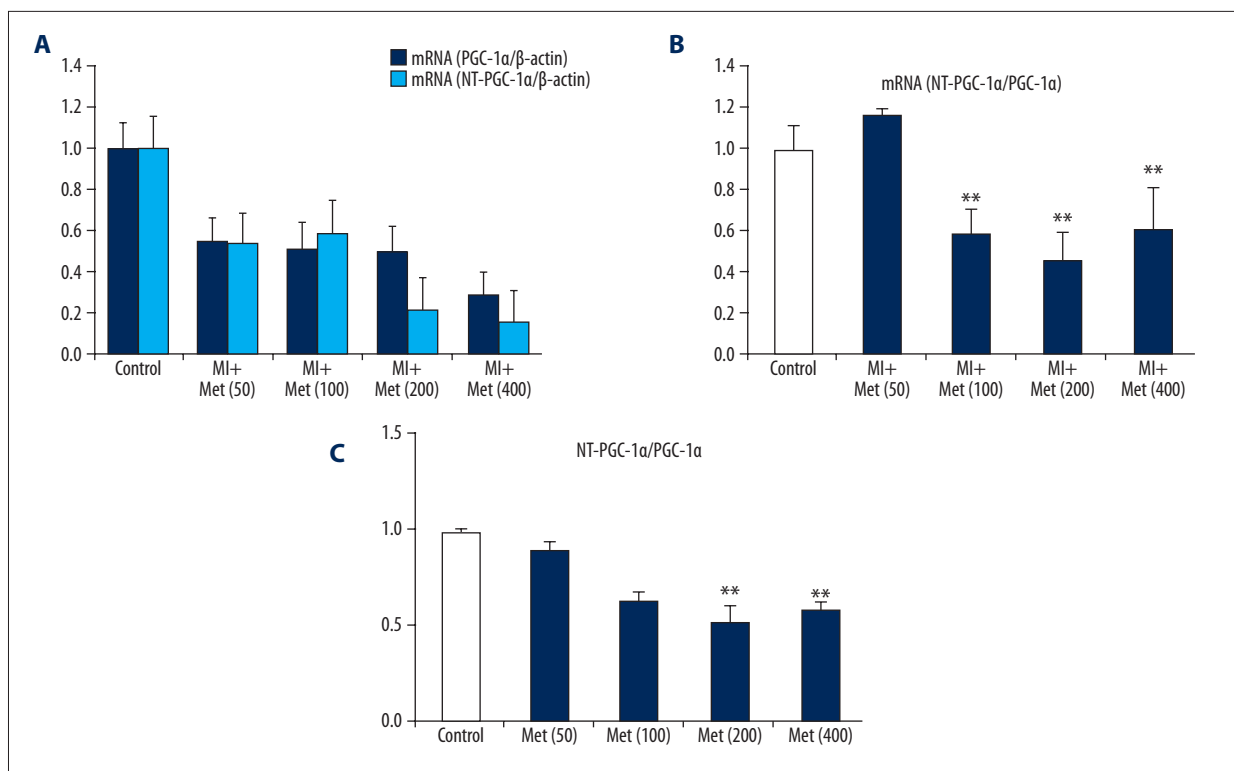 A
mRNA (PGC-1α/β-actin)
mRNA (NT-PGC-1α/β-actin)
1.4
1.2
1.0
0.8
0.6
0.4
0.2
0.0
Control
MI+
Met (50)
MI+
Met (100)
MI+
Met (200)
MI+
Met (400)
B
mRNA (NT-PGC-1α/PGC-1α)
1.4
1.2
1.0
0.8
0.6
0.4
0.2
0.0
**
**
**
Control
MI+
Met (50)
MI+
Met (100)
MI+
Met (200)
MI+
Met (400)
C
NT-PGC-1α/PGC-1α
1.5
1.0
0.5
0.0
**
**
Control
Met (50)
Met (100)
Met (200)
Met (400)